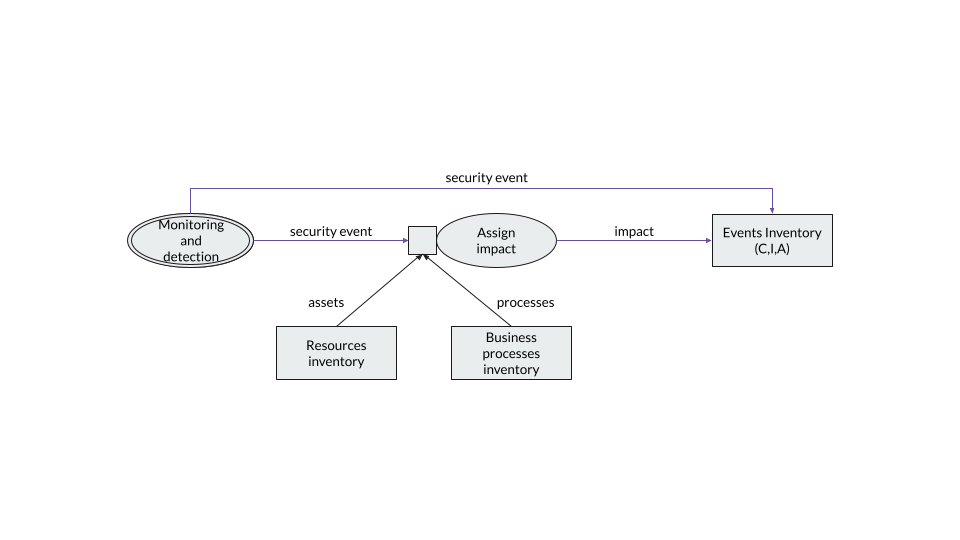 security event
Monitoring
and
detection
security event
Assign
impact
impact
Events Inventory
(C,I,A)
assets
processes
Resources
inventory
Business
processes
inventory